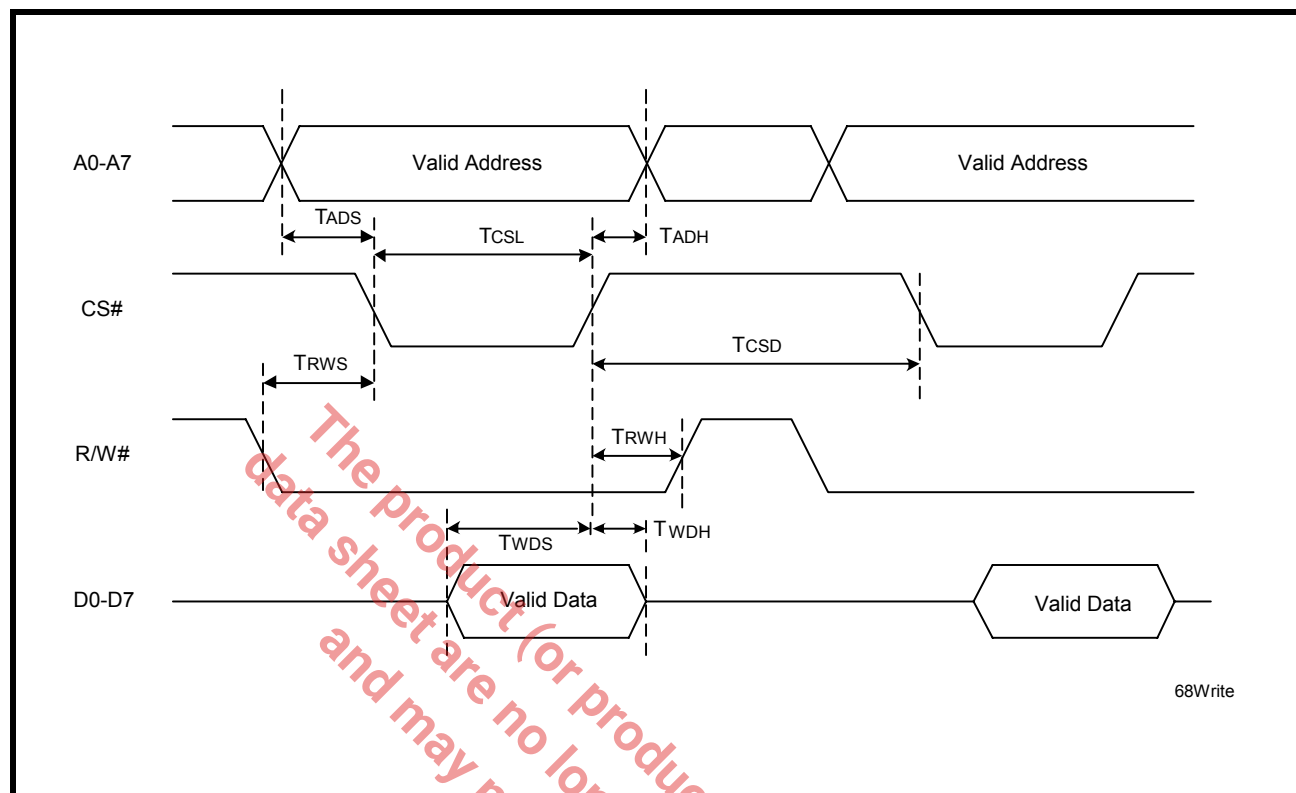 A0-A7
Valid Address
Valid Address
TADS
TCSL
TADH
CS#
TCSD
TRWS
R/W#
TRWH
TWDS
TWDH
D0-D7
Valid Data
Valid Data
68Write
The product (or produc
data sheet are no lon
and may n